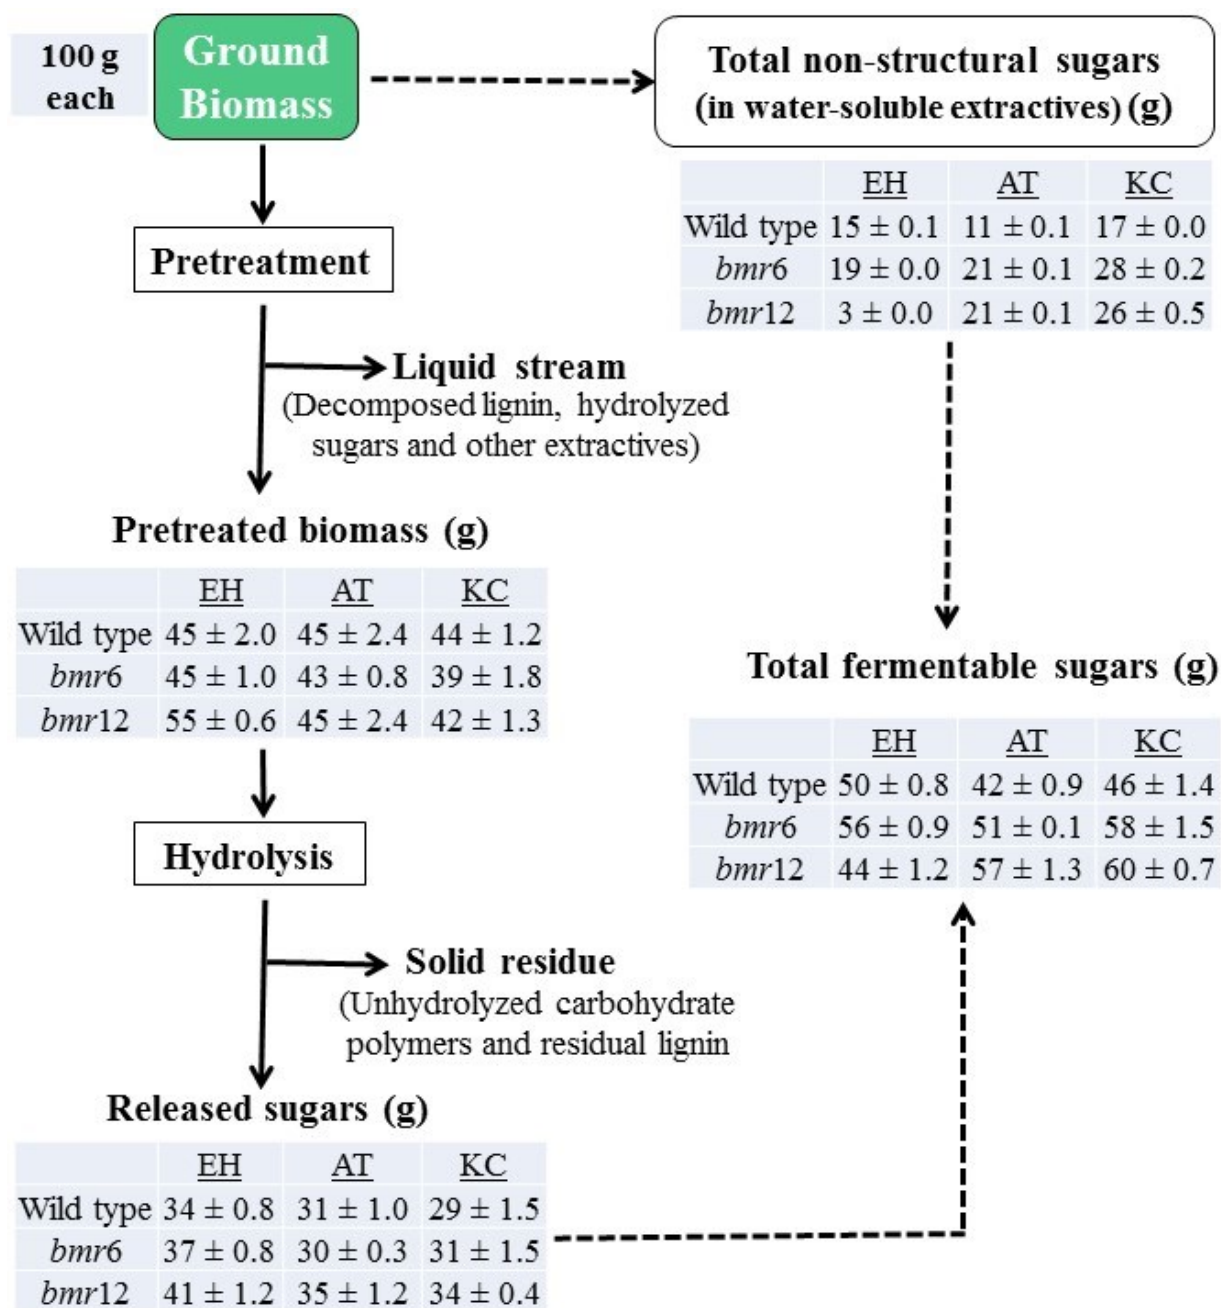 100 g
each
Ground
Biomass
Total non-structural sugars
(in water-soluble extractives) (g)
EH AT KC
Wild type 15 ± 0.1 11 ± 0.1 17 ± 0.0
bmr6 19 ± 0.0 21 ± 0.1 28 ± 0.2
bmr12 3 ± 0.0 21 ± 0.1 26 ± 0.5
Pretreatment
Liquid stream
(Decomposed lignin, hydrolyzed
sugars and other extractives)
Pretreated biomass (g)
EH AT KC
Wild type 45 ± 2.0 45 ± 2.4 44 ± 1.2
bmr6 45 ± 1.0 43 ± 0.8 39 ± 1.8
bmr12 55 ± 0.6 45 ± 2.4 42 ± 1.3
Total fermentable sugars (g)
EH AT KC
Wild type 50 ± 0.8 42 ± 0.9 46 ± 1.4
bmr6 56 ± 0.9 51 ± 0.1 58 ± 1.5
bmr12 44 ± 1.2 57 ± 1.3 60 ± 0.7
Hydrolysis
Solid residue
(Unhydrolyzed carbohydrate
polymers and residual lignin
Released sugars (g)
EH AT KC
Wild type 34 ± 0.8 31 ± 1.0 29 ± 1.5
bmr6 37 ± 0.8 30 ± 0.3 31 ± 1.5
bmr12 41 ± 1.2 35 ± 1.2 34 ± 0.4